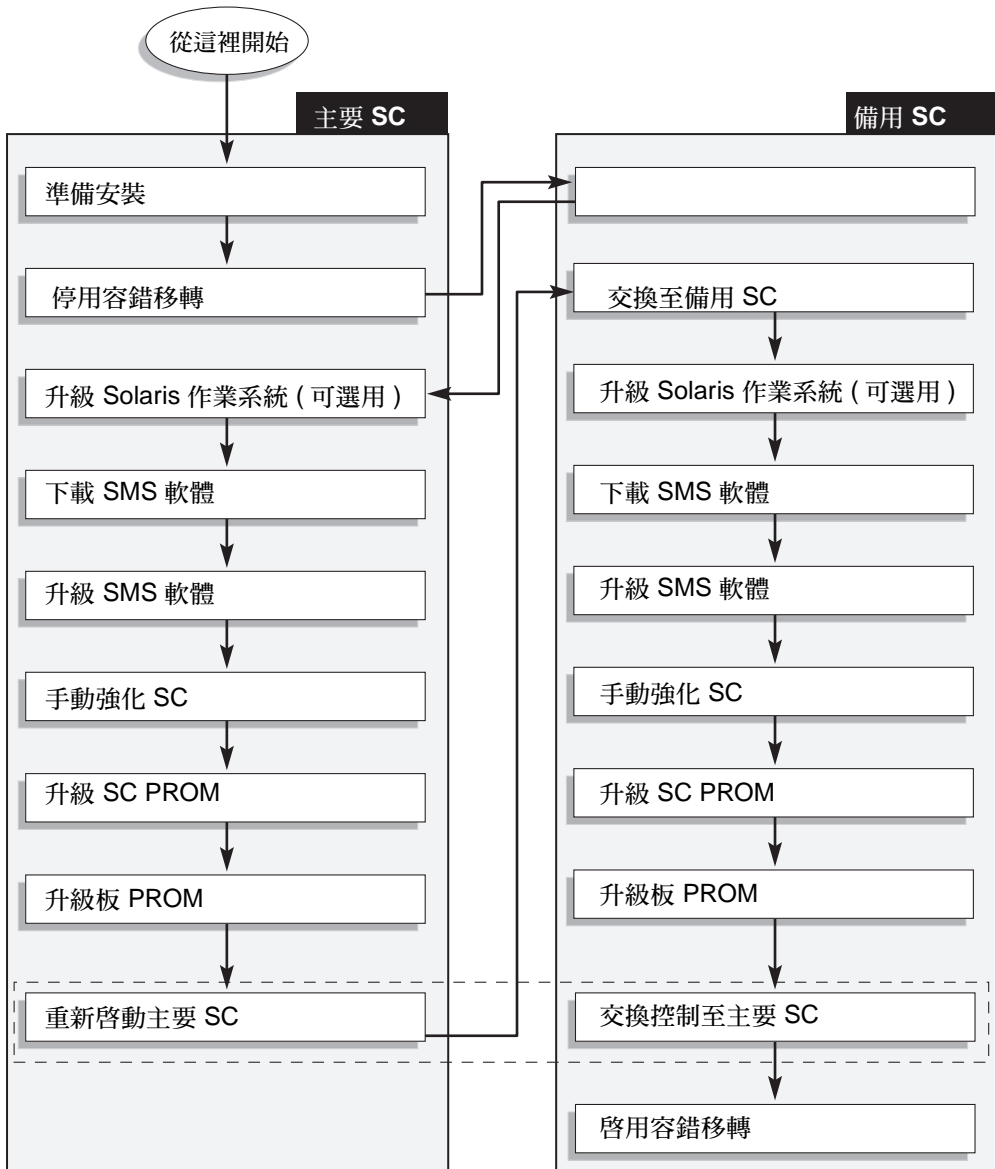 從這裡開始
主要 SC
準備安裝
停用容錯移轉
升級 Solaris 作業系統 ( 可選用 )
下載 SMS 軟體
升級 SMS 軟體
手動強化 SC
升級 SC PROM
升級板 PROM
重新啓動主要 SC
備用 SC
交換至備用 SC
升級 Solaris 作業系統 ( 可選用 )
下載 SMS 軟體
升級 SMS 軟體
手動強化 SC
升級 SC PROM
升級板 PROM
交換控制至主要 SC
啓用容錯移轉